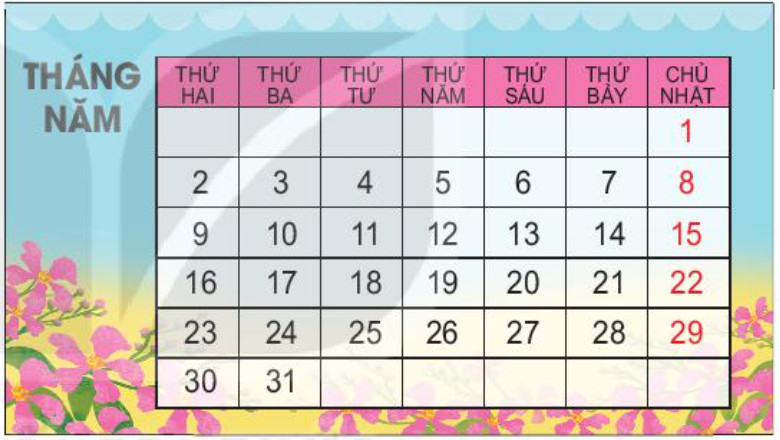 THÁNG
NĂM
THỨ HAI THỨ BA THỨ TƯ THỨ NĂM THỨ SÁU THỨ BẢY CHỦ NHẬT
1
2 3 4 5 6 7 8
9 10 11 12 13 14 15
16 17 18 19 20 21 22
23 24 25 26 27 28 29
30 31